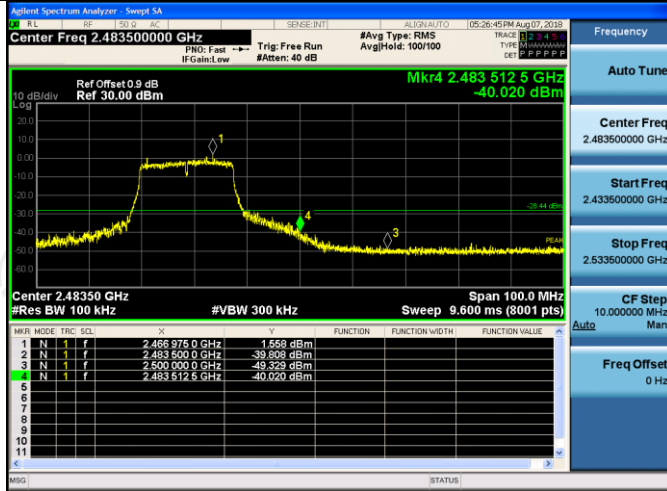 Agilent Spectrum Analyzer - Swept SA
RL RF 50 Ω AC SENSE:INT ALIGNAUTO 05:26:45 PM Aug 07, 2018
Center Freq 2.483500000 GHz
PNO: Fast
IFGain:Low
Trig: Free Run
#Atten: 40 dB
#Avg Type: RMS
Avg|Hold: 100/100
TRACE 1 2 3 4 5 6
TYPE M
DET P P P P P P
Mkr4 2.483 512 5 GHz
-40.020 dBm
Ref Offset 0.9 dB
10 dB/div Ref 30.00 dBm
Log
20.0
10.0
0.00
-10.0
-20.0
-30.0
-40.0
-50.0
-60.0
1
4
3
-28.44 dBm
PEAK
Center 2.48350 GHz Span 100.0 MHz
#Res BW 100 kHz #VBW 300 kHz Sweep 9.600 ms (8001 pts)
MKR MODE TRC SCL X Y FUNCTION FUNCTION WIDTH FUNCTION VALUE
1 N 1 f 2.466 975 0 GHz 1.558 dBm
2 N 1 f 2.483 500 0 GHz -39.808 dBm
3 N 1 f 2.500 000 0 GHz -49.329 dBm
4 N 1 f 2.483 512 5 GHz -40.020 dBm
5
6
7
8
9
10
11
MSG STATUS
Frequency
Auto Tune
Center Freq
2.483500000 GHz
Start Freq
2.433500000 GHz
Stop Freq
2.533500000 GHz
CF Step
10.000000 MHz
Auto Man
Freq Offset
0 Hz